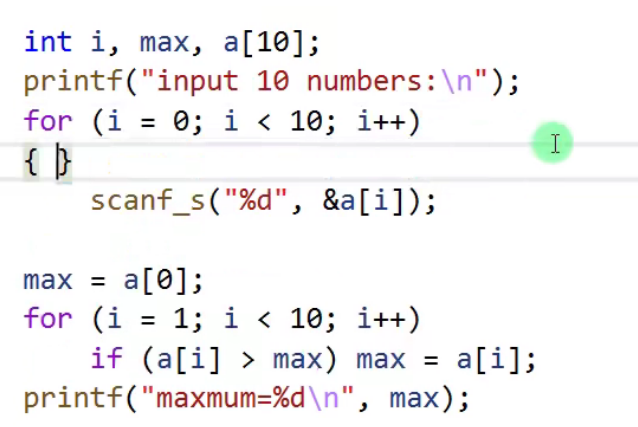 int i, max, a[10];
printf("input 10 numbers:\n");
for (i = 0; i < 10; i++)
{ }
scanf_s("%d", &a[i]);
max = a[0];
for (i = 1; i < 10; i++)
if (a[i] > max) max = a[i];
printf("maxmum=%d\n", max);